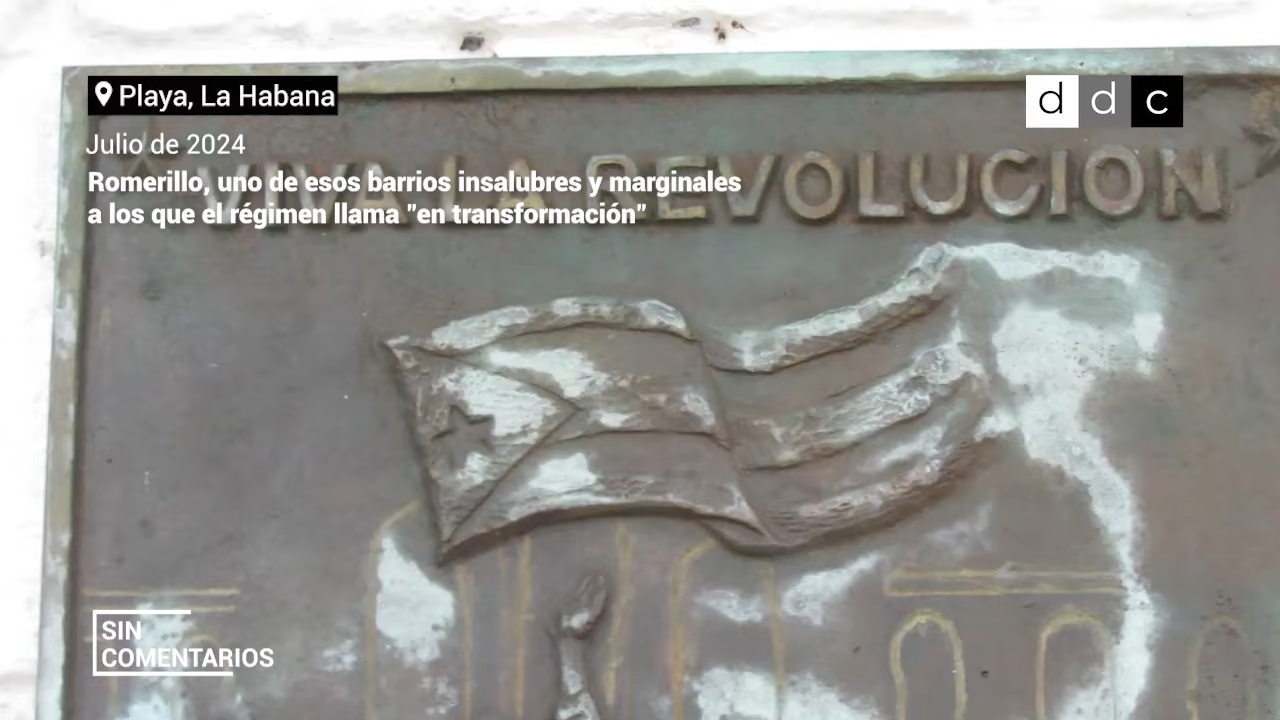 Playa, La Habana
d d c
Julio de 2024
VIVA LA REVOLUCION
Romerillo, uno de esos barrios insalubres y marginales
a los que el régimen llama "en transformación"
SIN
COMENTARIOS